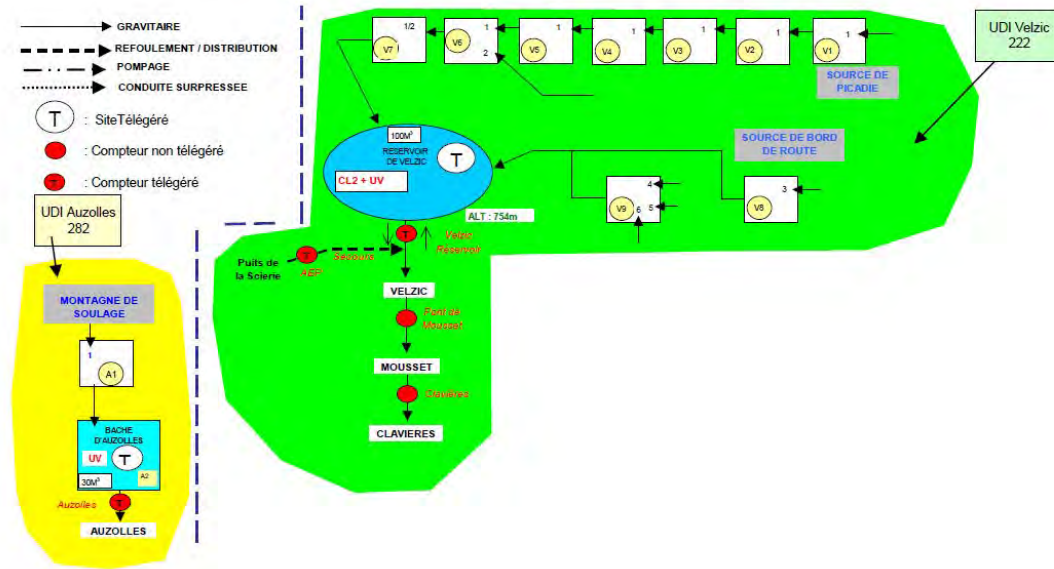 GRAVITAIRE
REFOULEMENT / DISTRIBUTION
POMPAGE
CONDUITE SURPRESSEE
T : SiteTélégéré
: Compteur non télégéré
T : Compteur télégéré
UDI Auzolles
282
MONTAGNE DE
SOULAGE
1
A1
BACHE
D'AUZOLLES
UV
T
30M³
A2
Auzolles
T
AUZOLLES
UDI Velzic
222
1/2
V7
1
V6
2
1
V5
1
V4
1
V3
1
V2
1
V1
SOURCE DE
PICADIE
100M³
RESERVOIR
DE VELZIC
T
CL2 + UV
ALT : 754m
SOURCE DE BORD
DE ROUTE
4
V9
6
5
3
V8
T
Velzic
Réservoir
Puits de
la Scierie
T
AEP
Secours
VELZIC
Pont de
Mousset
MOUSSET
Clavières
CLAVIERES